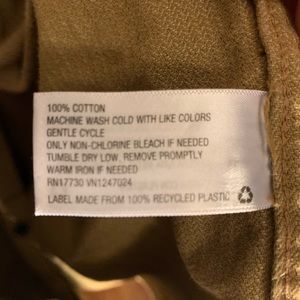 100% COTTON
MACHINE WASH COLD WITH LIKE COLORS
GENTLE CYCLE
ONLY NON-CHLORINE BLEACH IF NEEDED
TUMBLE DRY LOW. REMOVE PROMPTLY
WARM IRON IF NEEDED
RN17730 VN1247024
LABEL MADE FROM 100% RECYCLED PLASTIC